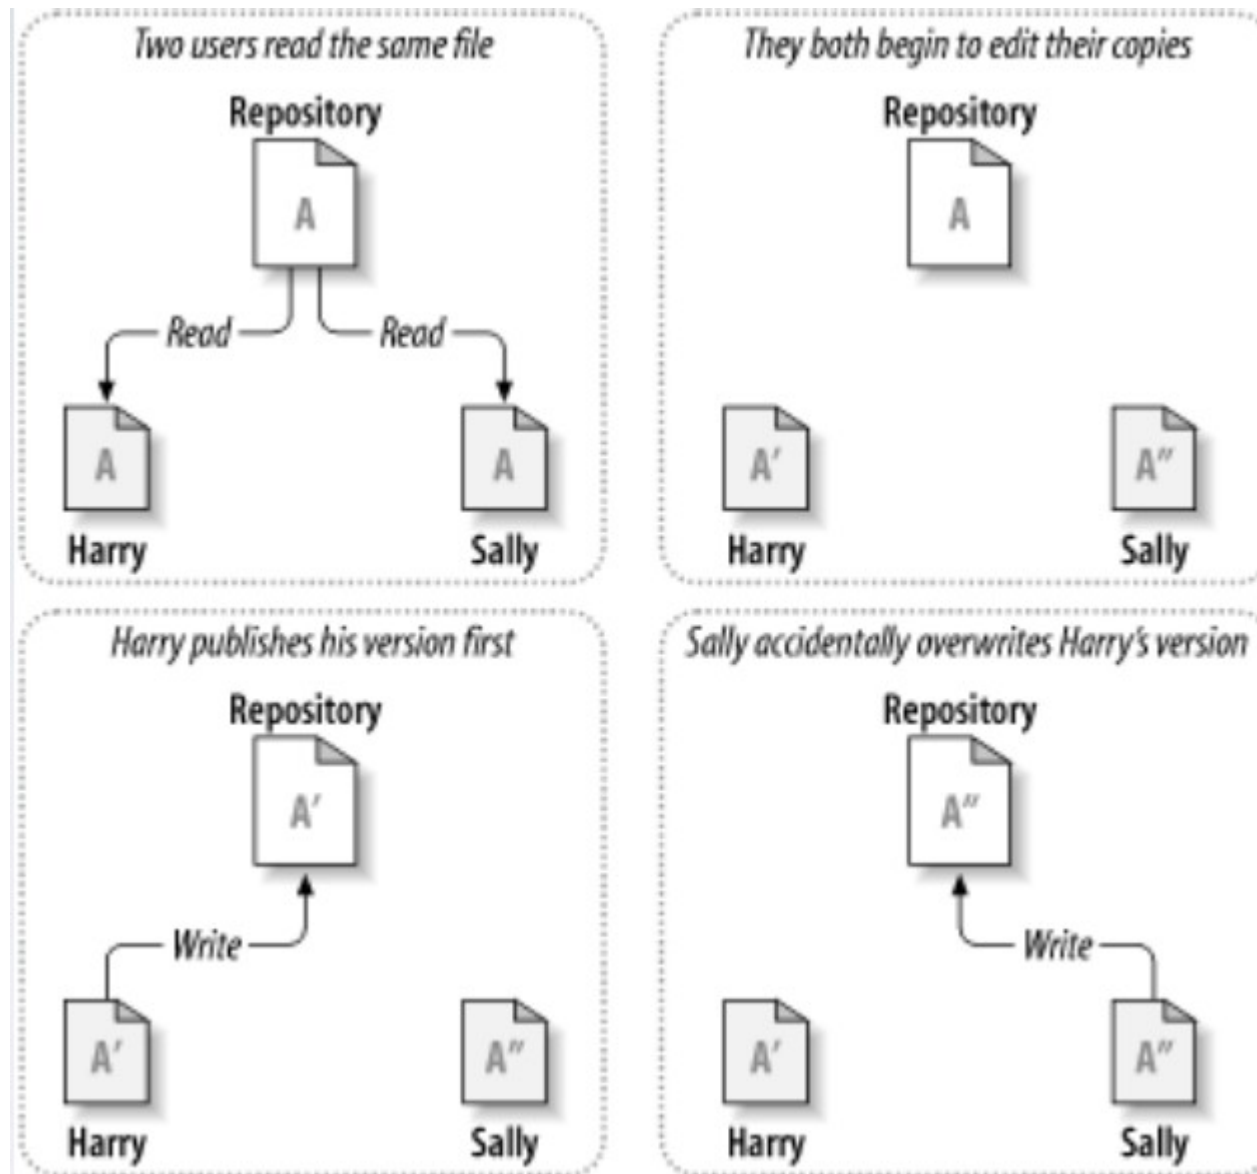 Two users read the same file
Repository
A
Read Read
A A
Harry Sally
They both begin to edit their copies
Repository
A
A′ A″
Harry Sally
Harry publishes his version first
Repository
A′
Write
A′ A″
Harry Sally
Sally accidentally overwrites Harry's version
Repository
A″
Write
A′ A″
Harry Sally